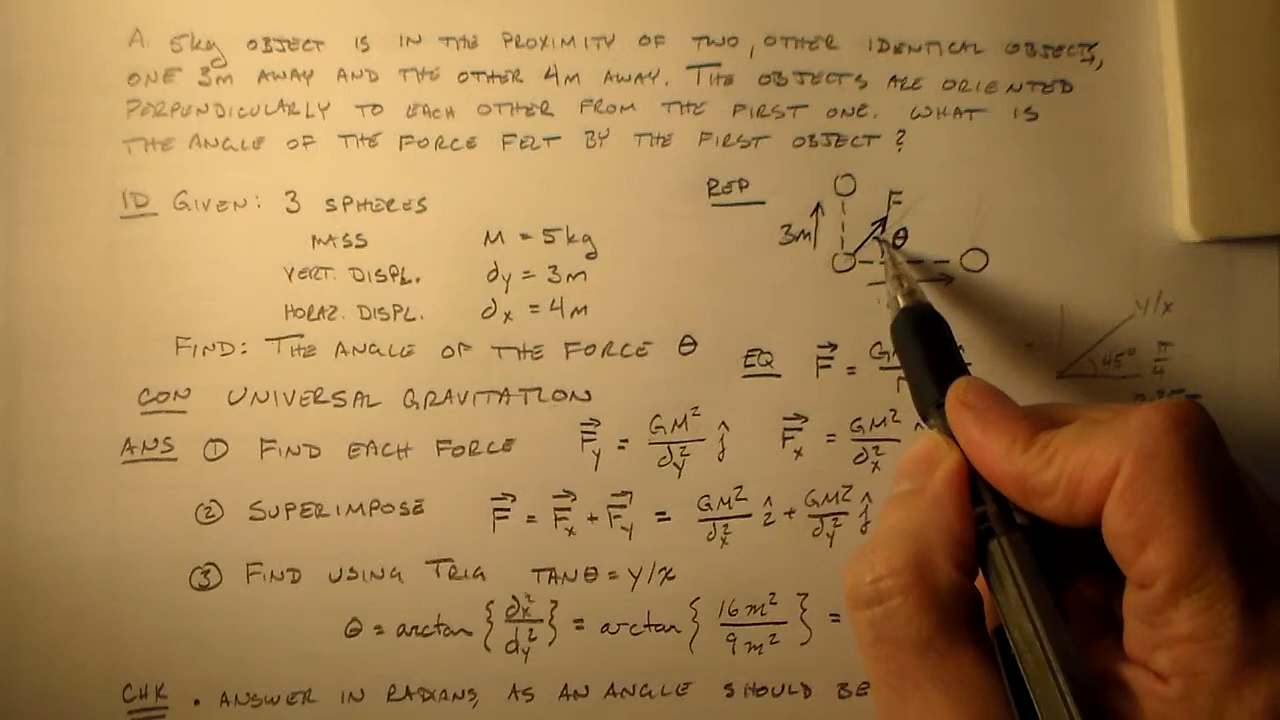 A 5kg OBJECT IS IN THE PROXIMITY OF TWO OTHER IDENTICAL OBJECTS,
ONE 3M AWAY AND THE OTHER 4M AWAY. THE OBJECTS ARE ORIENTED
PERPENDICULARLY TO EACH OTHER FROM THE FIRST ONE. WHAT IS
THE ANGLE OF THE FORCE FELT BY THE FIRST OBJECT?
ID GIVEN: 3 SPHERES
MASS M = 5kg
VERT. DISPL. dy = 3M
HORAZ. DISPL. dx = 4M
FIND: THE ANGLE OF THE FORCE θ
REP
F
3M θ
y/x
45° π/4
EQ F⃗ =
CON UNIVERSAL GRAVITATION
ANS ① FIND EACH FORCE F⃗y = GM²/dy² ĵ F⃗x = GM²/dx²
② SUPERIMPOSE F⃗ = F⃗x + F⃗y = GM²/dx² î + GM²/dy² ĵ
③ FIND USING TRIG TANθ = Y/X
θ = arctan {dx²/dy²} = arctan {16m²/9m²} =
CHK • ANSWER IN RADIANS, AS AN ANGLE SHOULD BE